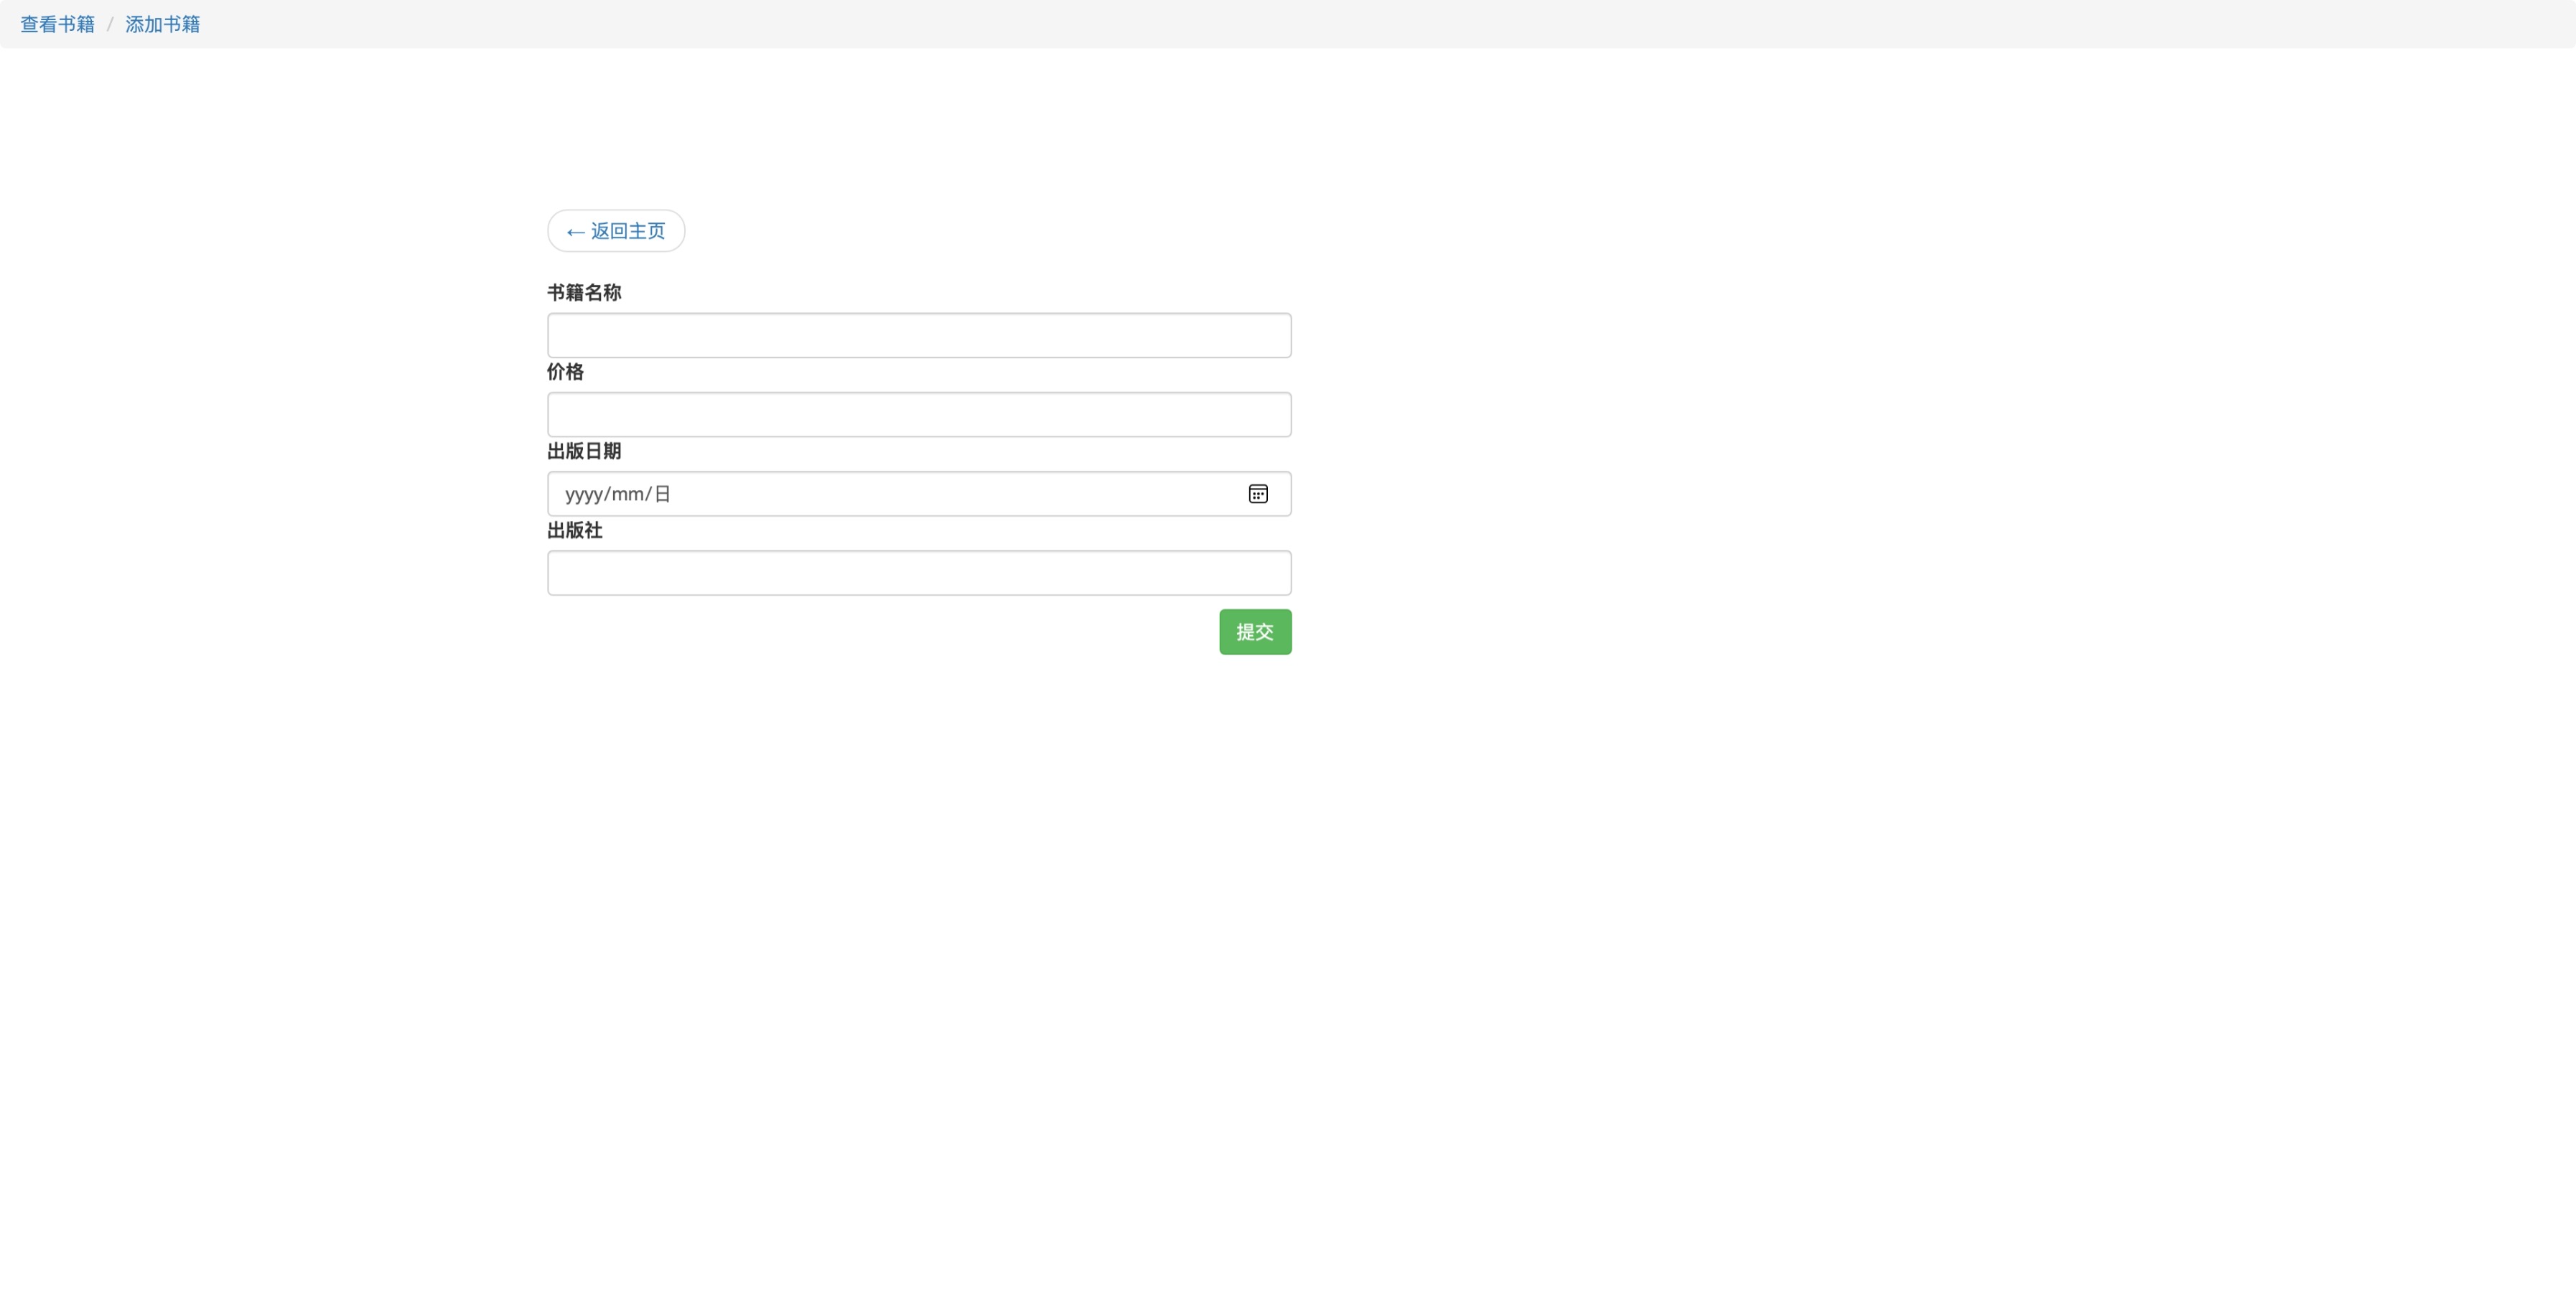 查看书籍 / 添加书籍
← 返回主页
书籍名称
价格
出版日期
yyyy/mm/日
出版社
提交